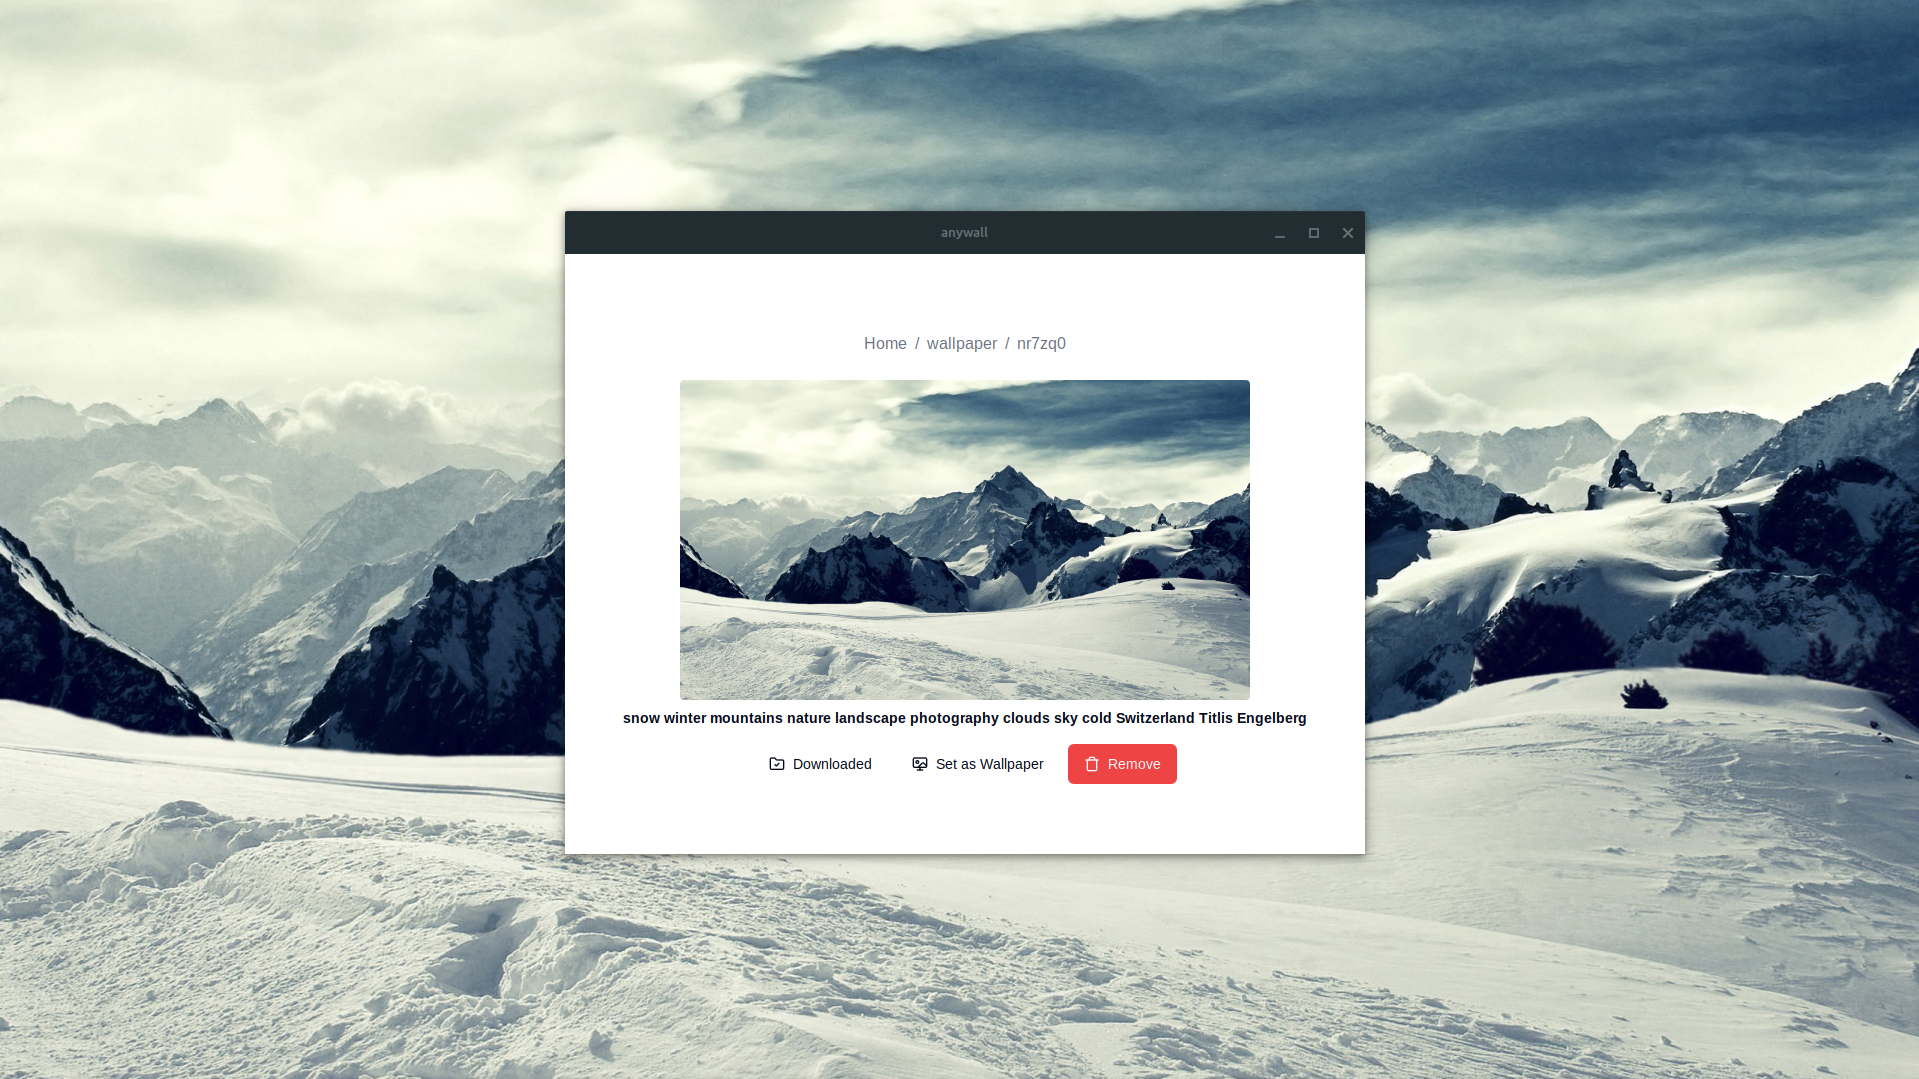 anywall
Home / wallpaper / nr7zq0
snow winter mountains nature landscape photography clouds sky cold Switzerland Titlis Engelberg
Downloaded Set as Wallpaper Remove